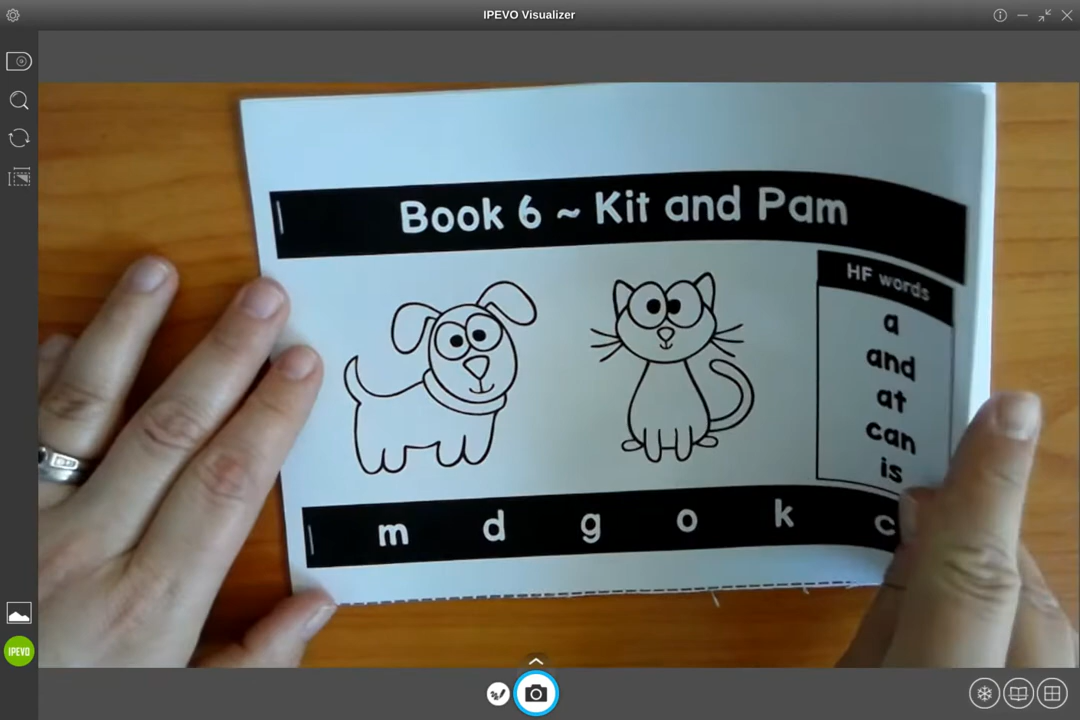 IPEVO Visualizer
Book 6 ~ Kit and Pam
HF words
a
and
at
can
is
m d g o k c
IPEVO